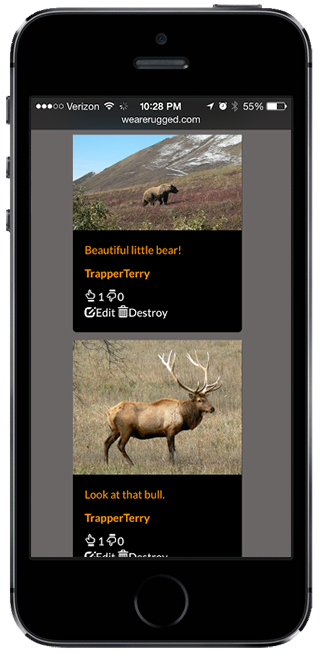 Verizon 10:28 PM 55%
wearerugged.com
Beautiful little bear!
TrapperTerry
1 0
Edit Destroy
Look at that bull.
TrapperTerry
1 0
Edit Destroy